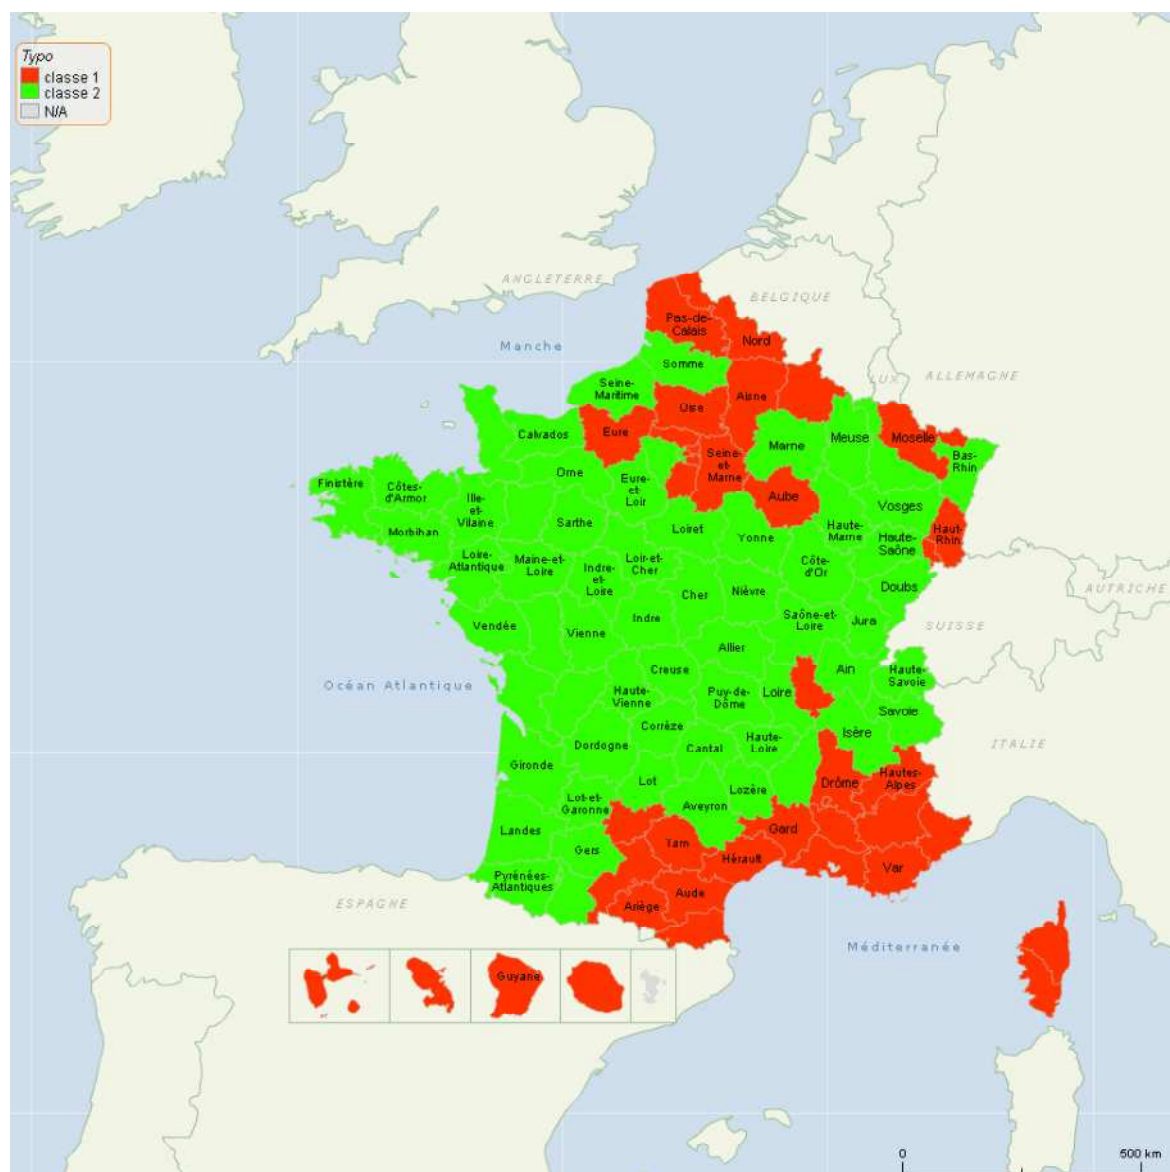 Typo
classe 1
classe 2
N/A
ANGLETERRE
BELGIQUE
Pas-de-
Calais
Nord
Manche
Somme
LUX
ALLEMAGNE
Seine-
Maritime
Oise
Aisne
Calvados
Eure
Marne
Meuse
Moselle
Bas-
Rhin
Seine-
et-
Marne
Orne
Eure-
et-
Loir
Finistère
Côtes-
d'Armor
Ille-
et-
Vilaine
Aube
Vosges
Sarthe
Morbihan
Loiret
Yonne
Haute-
Marne
Haut-
Rhin
Haute-
Saône
Loire-
Atlantique
Maine-et-
Loire
Indre-
et-
Loire
Loir-et-
Cher
Côte-
d'Or
Doubs
AUTRICHE
Cher
Nièvre
Vendée
Vienne
Indre
Saône-et-
Loire
Jura
SUISSE
Allier
Océan Atlantique
Creuse
Ain
Haute-
Savoie
Haute-
Vienne
Puy-de-
Dôme
Loire
Savoie
Corrèze
Isère
Dordogne
Cantal
Haute-
Loire
ITALIE
Gironde
Lot
Lozère
Drôme
Hautes-
Alpes
Lot-et-
Garonne
Aveyron
Landes
Gers
Tarn
Gard
Hérault
Var
Pyrénées-
Atlantiques
Aude
Ariège
ESPAGNE
Méditerranée
Guyane
0
500 km